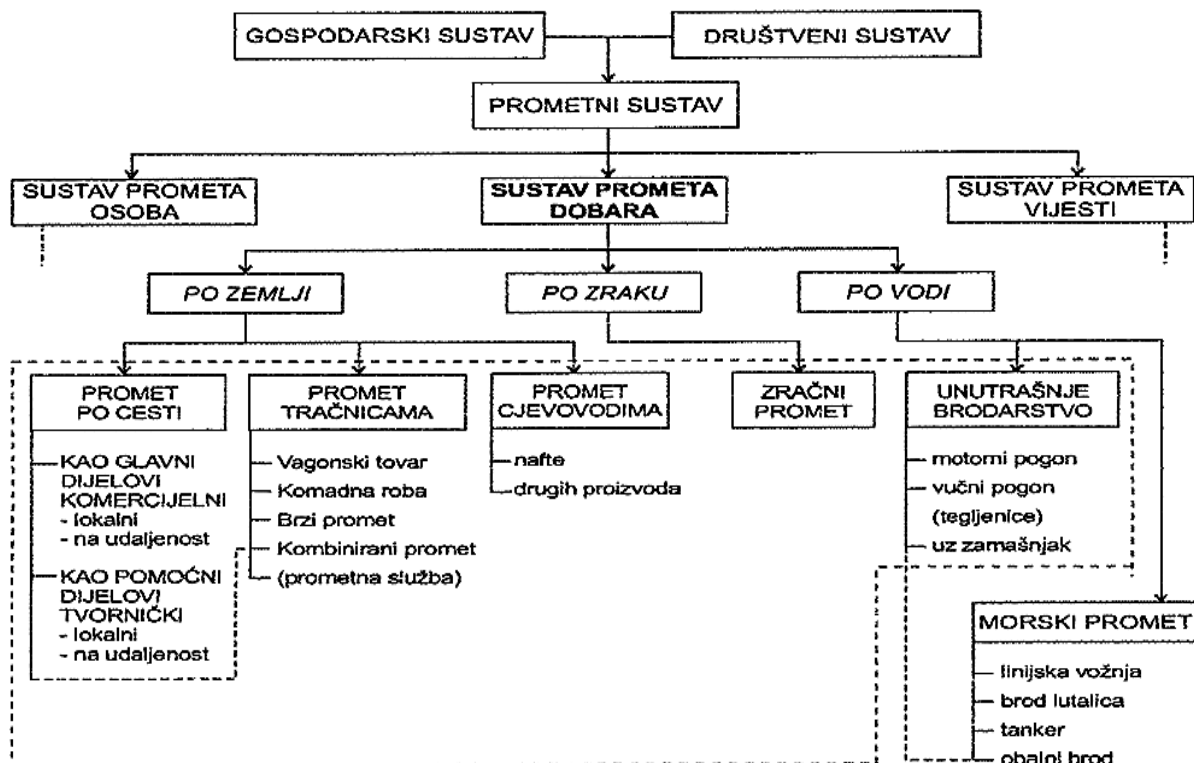 GOSPODARSKI SUSTAV
DRUŠTVENI SUSTAV
PROMETNI SUSTAV
SUSTAV PROMETA
OSOBA
SUSTAV PROMETA
DOBARA
SUSTAV PROMETA
VIJESTI
PO ZEMLJI
PO ZRAKU
PO VODI
PROMET
PO CESTI
PROMET
TRAČNICAMA
PROMET
CJEVOVODIMA
ZRAČNI
PROMET
UNUTRAŠNJE
BRODARSTVO
KAO GLAVNI
DIJELOVI
KOMERCIJELNI
- lokalni
- na udaljenost
KAO POMOĆNI
DIJELOVI
TVORNIČKI
- lokalni
- na udaljenost
Vagonski tovar
Komadna roba
Brzi promet
Kombinirani promet
(prometna služba)
nafte
drugih proizvoda
motorni pogon
vučni pogon
(tegljenice)
uz zamašnjak
MORSKI PROMET
linijska vožnja
brod lutalica
tanker
obalni brod